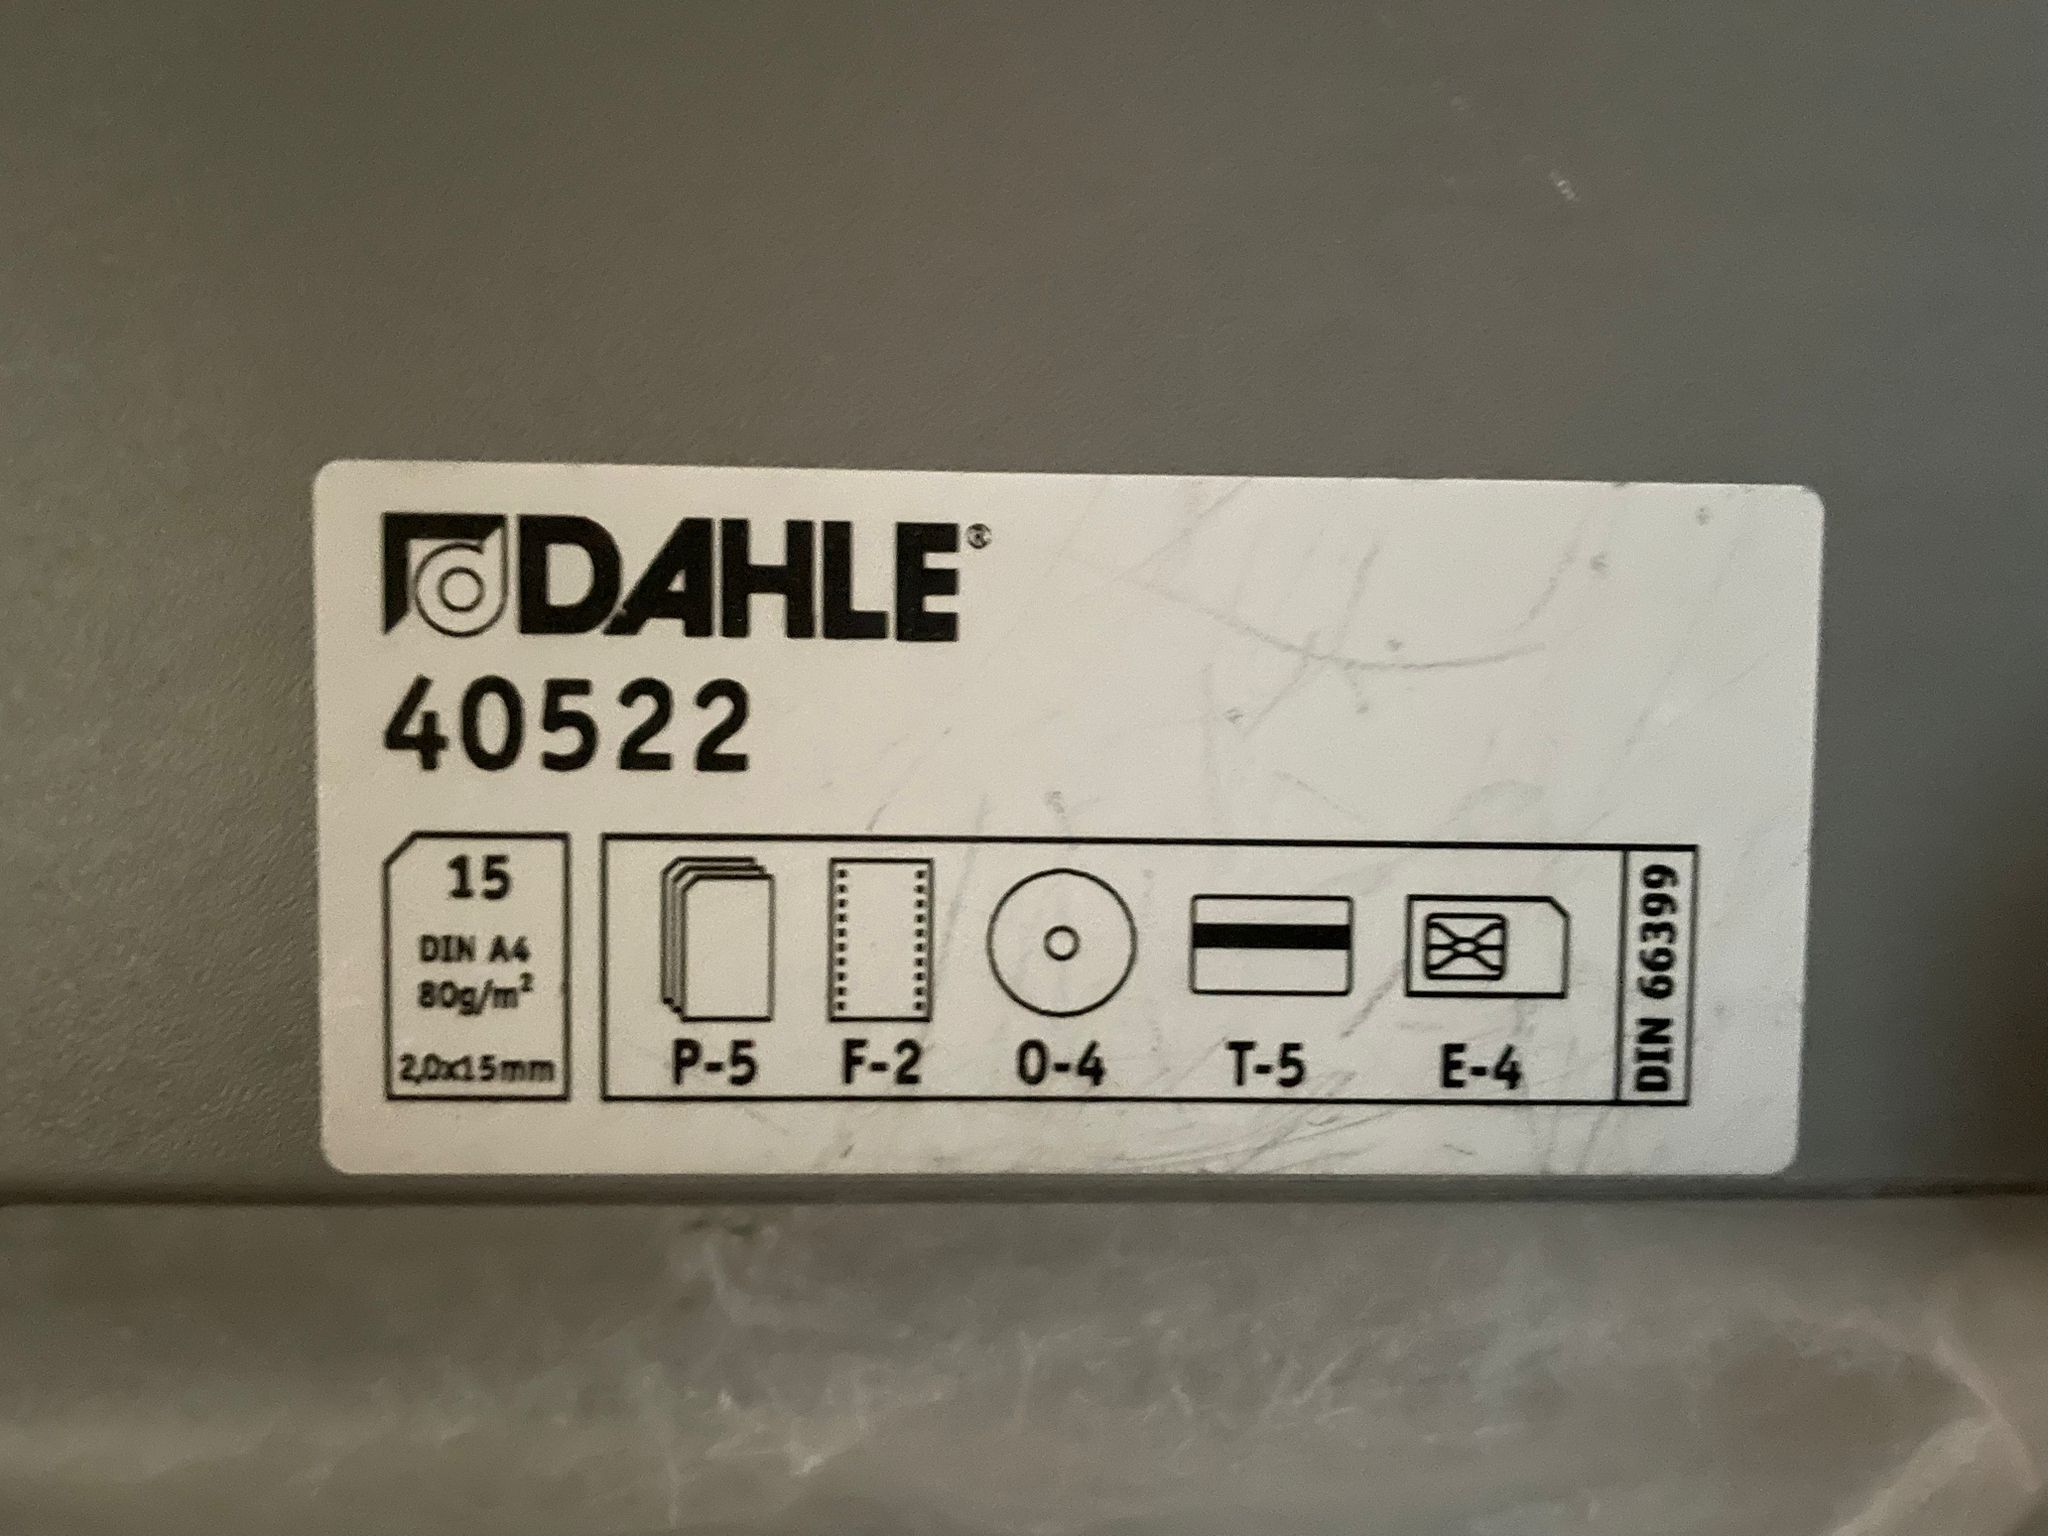 DAHLE®
40522
15
DIN A4
80g/m²
2,0x15mm
P-5 F-2 O-4 T-5 E-4
DIN 66399